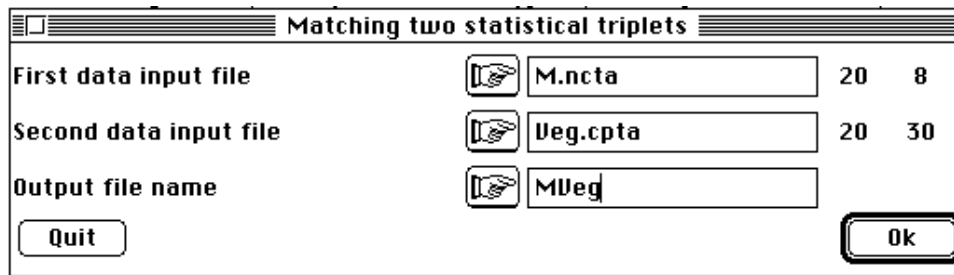 Matching two statistical triplets
First data input file M.ncta 20 8
Second data input file Veg.cpta 20 30
Output file name MVeg
Quit Ok